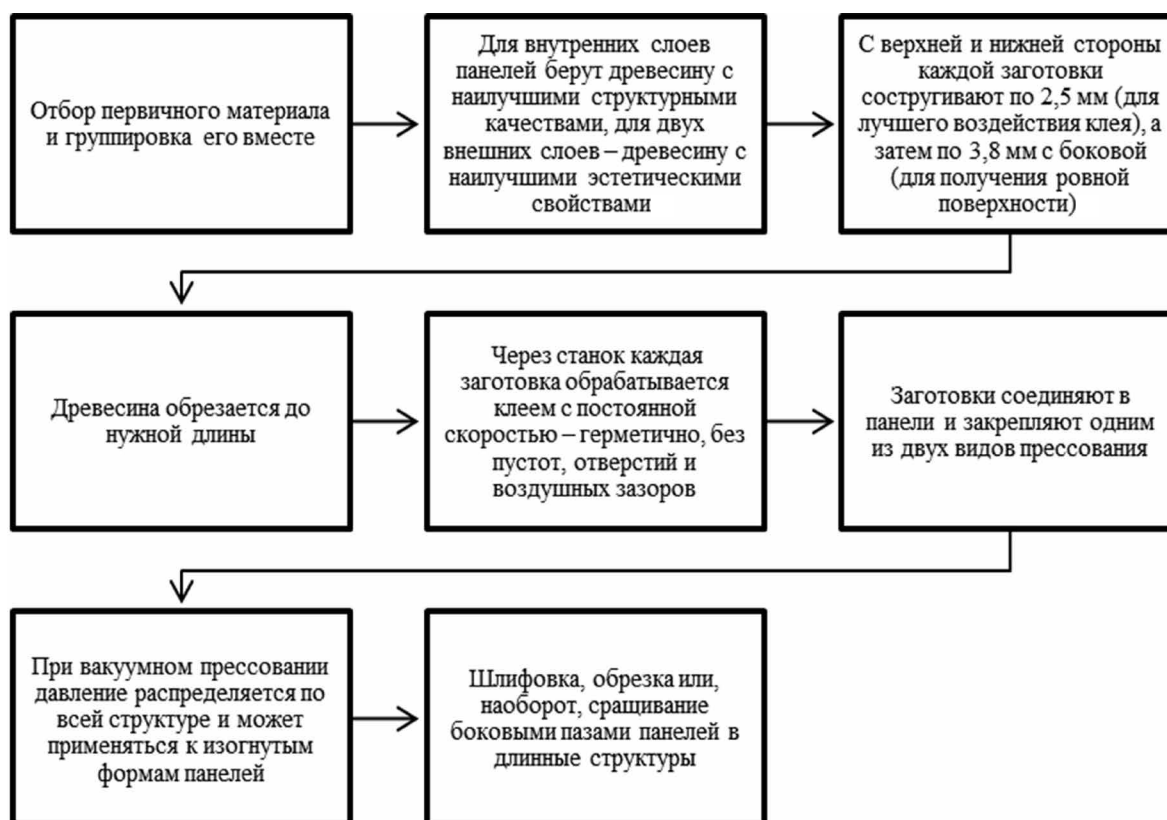 Отбор первичного материала
и группировка его вместе
Для внутренних слоев
панелей берут древесину с
наилучшими структурными
качествами, для двух
внешних слоев – древесину с
наилучшими эстетическими
свойствами
С верхней и нижней стороны
каждой заготовки
состругивают по 2,5 мм (для
лучшего воздействия клея), а
затем по 3,8 мм с боковой
(для получения ровной
поверхности)
Древесина обрезается до
нужной длины
Через станок каждая
заготовка обрабатывается
клеем с постоянной
скоростью – герметично, без
пустот, отверстий и
воздушных зазоров
Заготовки соединяют в
панели и закрепляют одним
из двух видов прессования
При вакуумном прессовании
давление распределяется по
всей структуре и может
применяться к изогнутым
формам панелей
Шлифовка, обрезка или,
наоборот, сращивание
боковыми пазами панелей в
длинные структуры